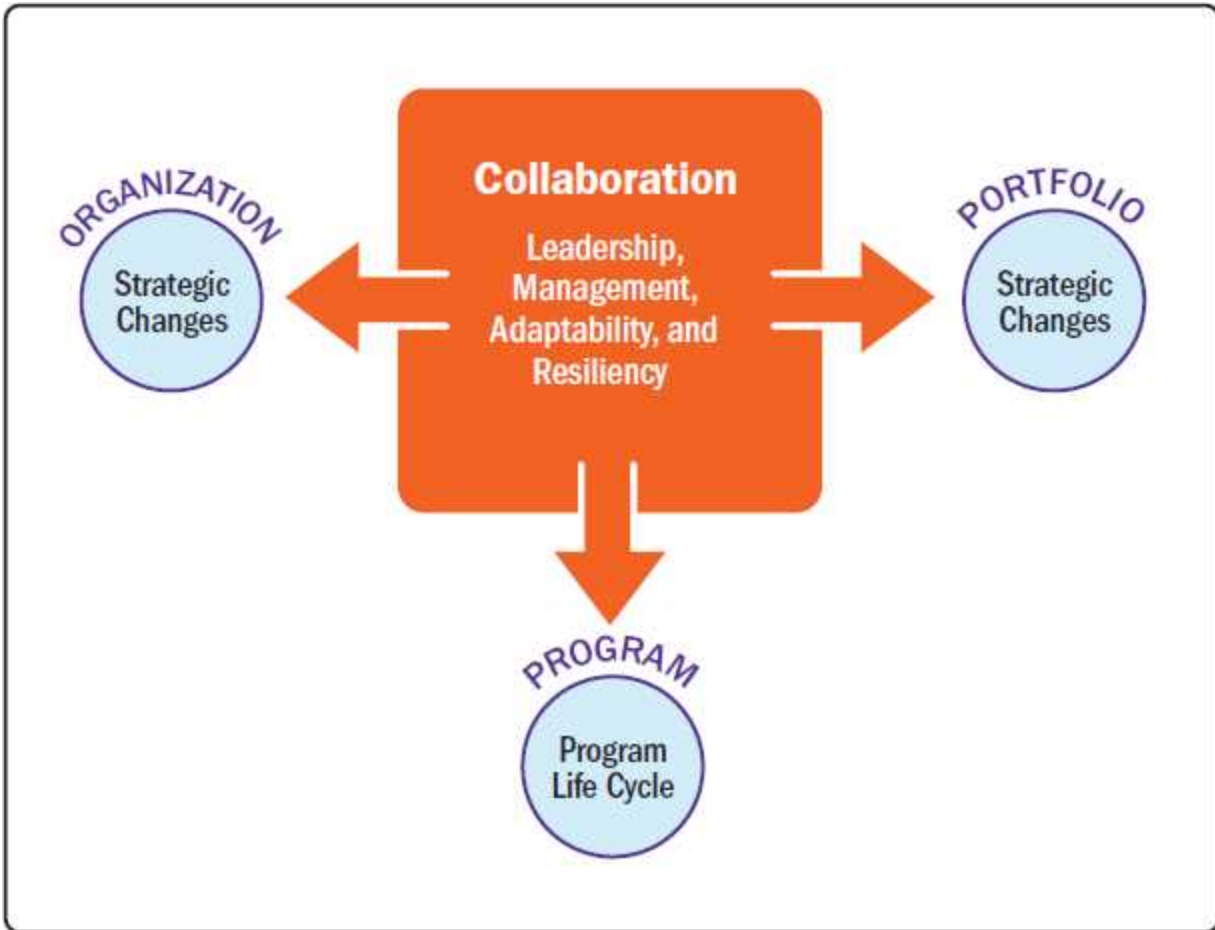 Collaboration
Leadership,
Management,
Adaptability, and
Resiliency
ORGANIZATION
Strategic
Changes
PORTFOLIO
Strategic
Changes
PROGRAM
Program
Life Cycle